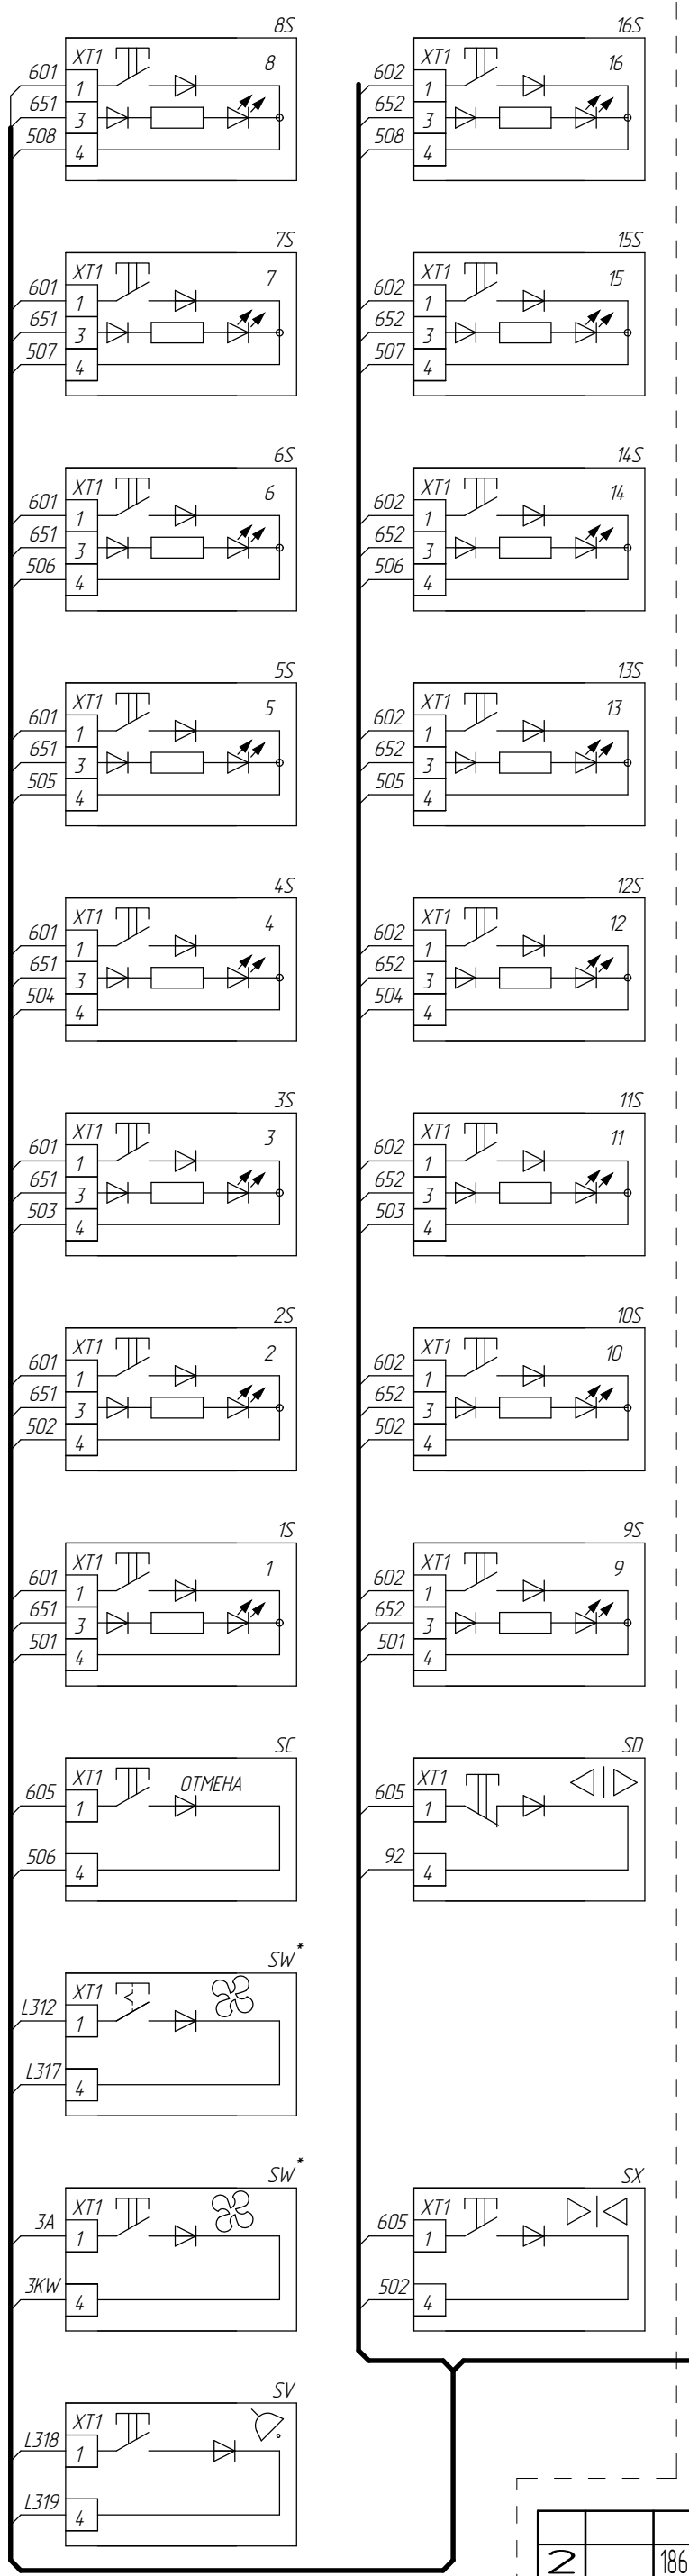 8S
XT1
8
601
1
651
3
508
4
7S
XT1
7
601
1
651
3
507
4
6S
XT1
6
601
1
651
3
506
4
5S
XT1
5
601
1
651
3
505
4
4S
XT1
4
601
1
651
3
504
4
3S
XT1
3
601
1
651
3
503
4
2S
XT1
2
601
1
651
3
502
4
1S
XT1
1
601
1
651
3
501
4
SC
XT1
ОТМЕНА
605
1
506
4
SW*
XT1
L312
1
L317
4
SW*
XT1
3A
1
3KW
4
SV
XT1
L318
1
L319
4
16S
XT1
16
602
1
652
3
508
4
15S
XT1
15
602
1
652
3
507
4
14S
XT1
14
602
1
652
3
506
4
13S
XT1
13
602
1
652
3
505
4
12S
XT1
12
602
1
652
3
504
4
11S
XT1
11
602
1
652
3
503
4
10S
XT1
10
602
1
652
3
502
4
9S
XT1
9
602
1
652
3
501
4
SD
XT1
605
1
92
4
SX
XT1
605
1
502
4
2
186